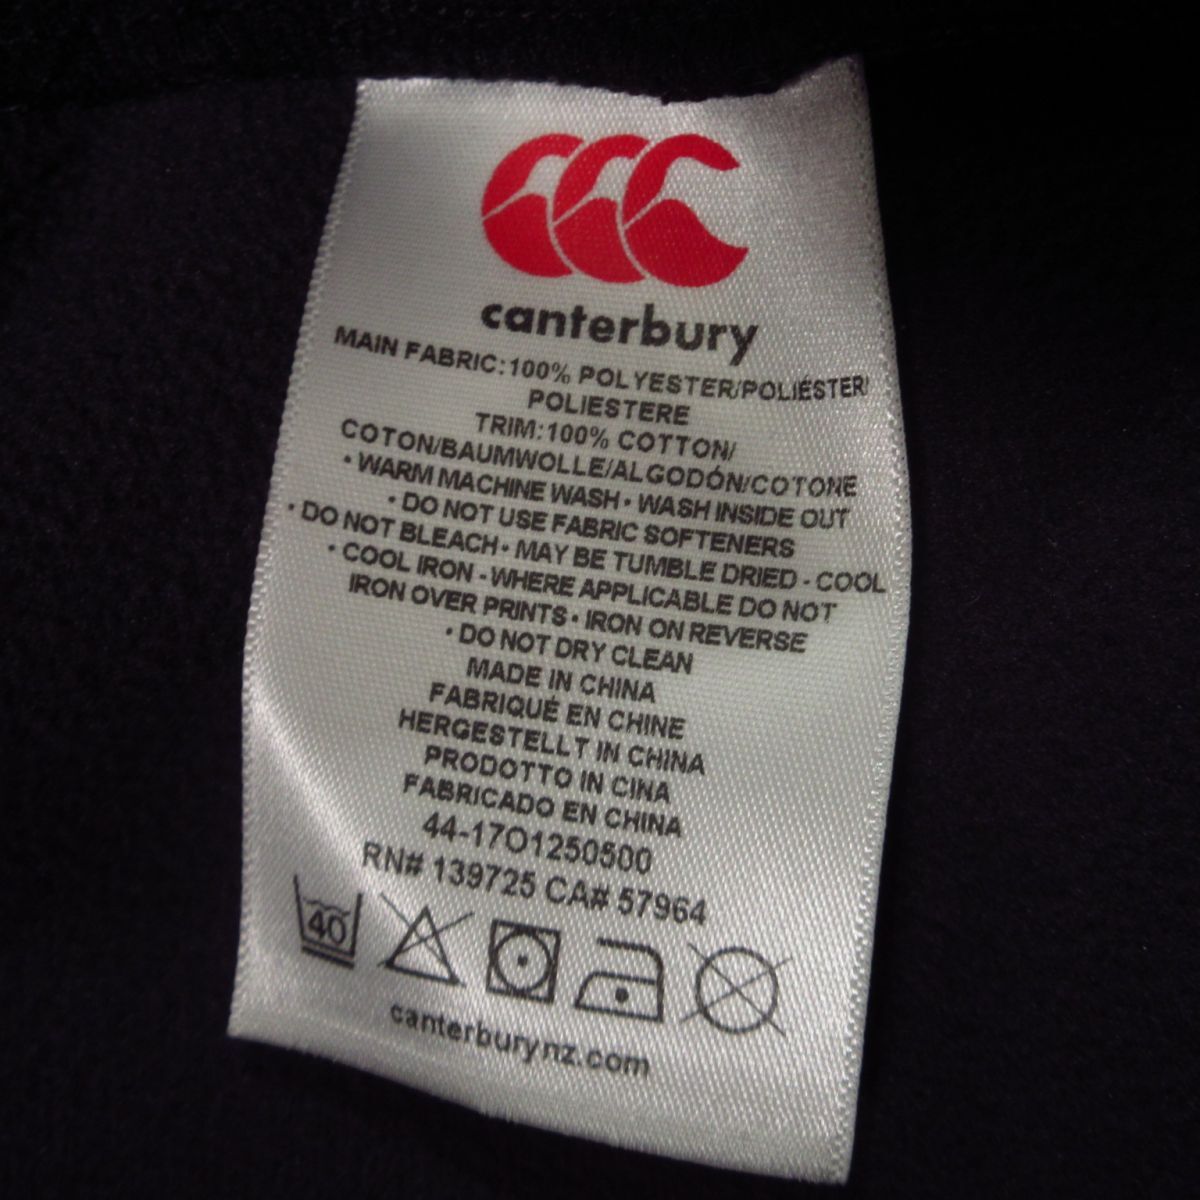 canterbury
MAIN FABRIC:100% POLYESTER/POLIÉSTER/
POLIESTERE
TRIM:100% COTTON/
COTON/BAUMWOLLE/ALGODÓN/COTONE
• WARM MACHINE WASH • WASH INSIDE OUT
• DO NOT USE FABRIC SOFTENERS
• DO NOT BLEACH • MAY BE TUMBLE DRIED - COOL
• COOL IRON - WHERE APPLICABLE DO NOT
IRON OVER PRINTS • IRON ON REVERSE
• DO NOT DRY CLEAN
MADE IN CHINA
FABRIQUÉ EN CHINE
HERGESTELLT IN CHINA
PRODOTTO IN CINA
FABRICADO EN CHINA
44-17O1250500
RN# 139725 CA# 57964
40
canterburynz.com